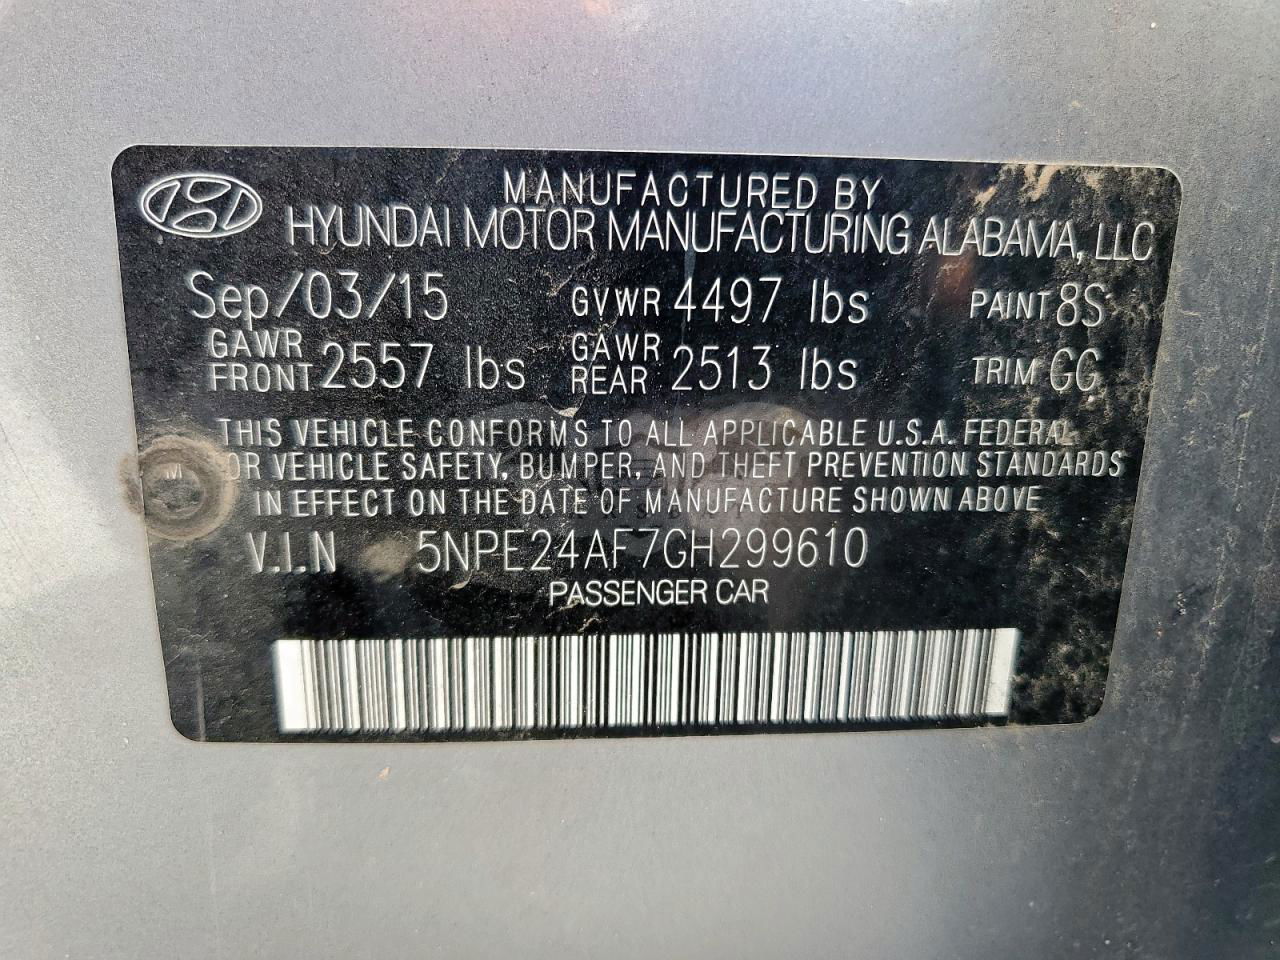 MANUFACTURED BY
HYUNDAI MOTOR MANUFACTURING ALABAMA, LLC
Sep/03/15 GVWR 4497 lbs PAINT 8S
GAWR FRONT 2557 lbs GAWR REAR 2513 lbs TRIM GG
THIS VEHICLE CONFORMS TO ALL APPLICABLE U.S.A. FEDERAL
OR VEHICLE SAFETY, BUMPER, AND THEFT PREVENTION STANDARDS
IN EFFECT ON THE DATE OF MANUFACTURE SHOWN ABOVE
V.I.N 5NPE24AF7GH299610
PASSENGER CAR